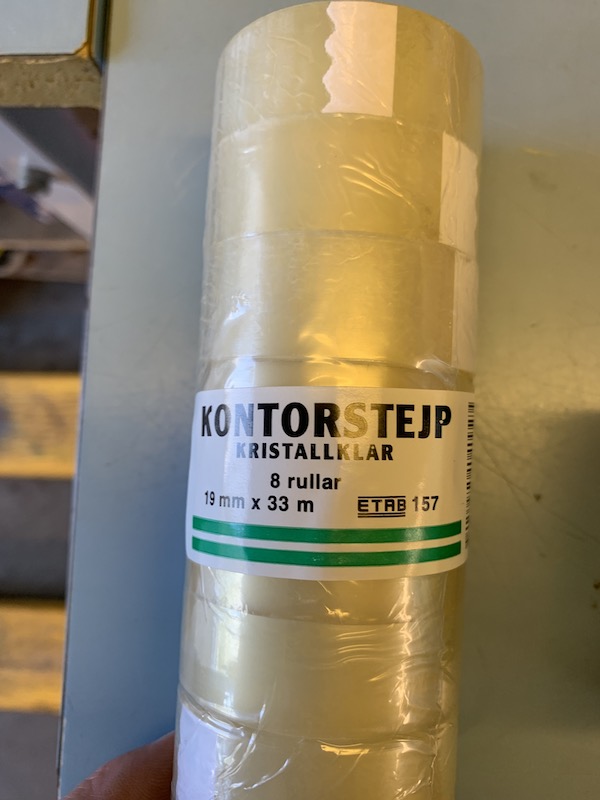 KONTORSTEJP
KRISTALLKLAR
8 rullar
19 mm x 33 m ETAB 157